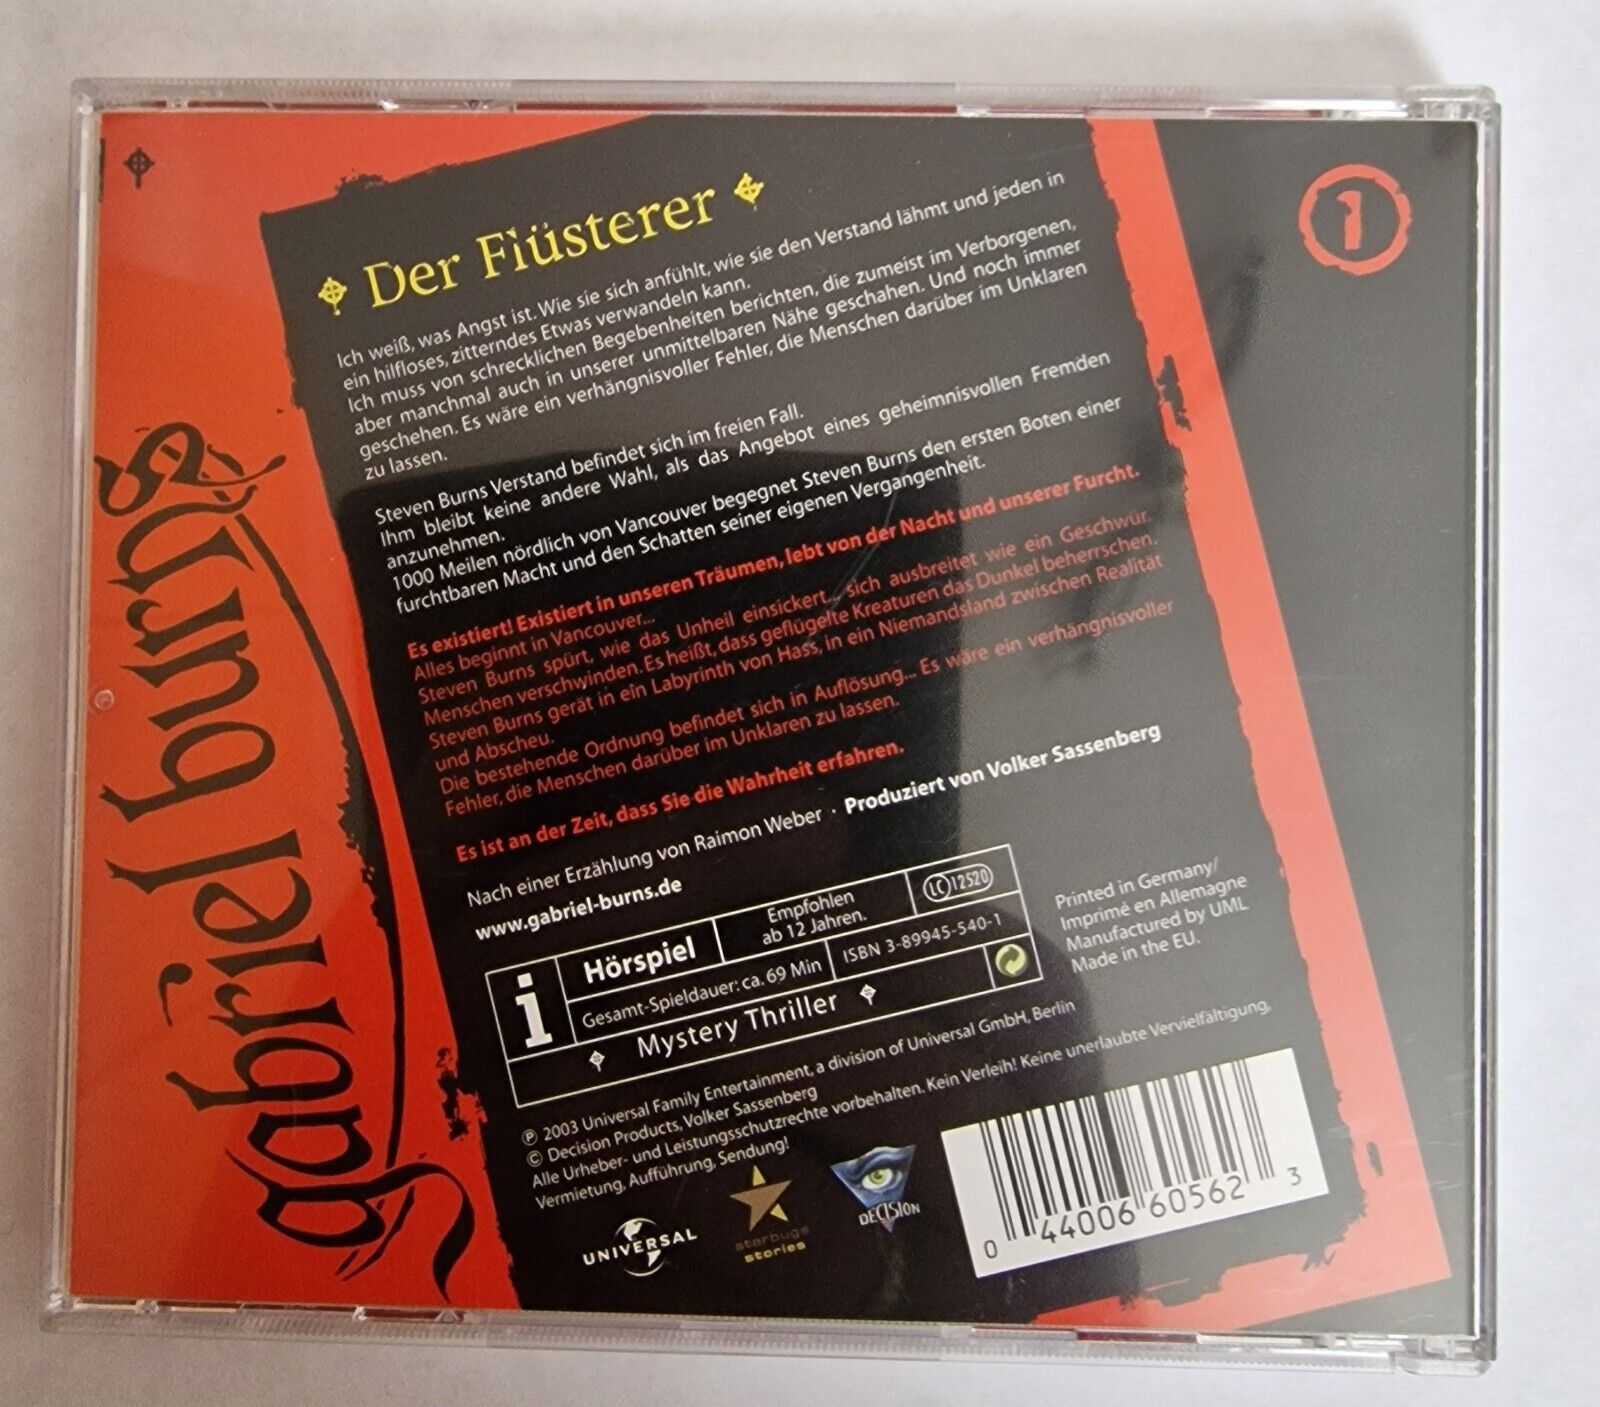 gabriel burns
1
Der Flüsterer
Ich weiß, was Angst ist. Wie sie sich anfühlt, wie sie den Verstand lähmt und jeden in
ein hilfloses, zitterndes Etwas verwandeln kann.
Ich muss von schrecklichen Begebenheiten berichten, die zumeist im Verborgenen,
aber manchmal auch in unserer unmittelbaren Nähe geschahen. Und noch immer
geschehen. Es wäre ein verhängnisvoller Fehler, die Menschen darüber im Unklaren
zu lassen.
Steven Burns Verstand befindet sich im freien Fall.
Ihm bleibt keine andere Wahl, als das Angebot eines geheimnisvollen Fremden
anzunehmen.
1000 Meilen nördlich von Vancouver begegnet Steven Burns den ersten Boten einer
furchtbaren Macht und den Schatten seiner eigenen Vergangenheit.
Es existiert! Existiert in unseren Träumen, lebt von der Nacht und unserer Furcht.
Alles beginnt in Vancouver...
Steven Burns spürt, wie das Unheil einsickert... sich ausbreitet wie ein Geschwür.
Menschen verschwinden. Es heißt, dass geflügelte Kreaturen das Dunkel beherrschen.
Steven Burns gerät in ein Labyrinth von Hass, in ein Niemandsland zwischen Realität
und Abscheu.
Die bestehende Ordnung befindet sich in Auflösung... Es wäre ein verhängnisvoller
Fehler, die Menschen darüber im Unklaren zu lassen.
Es ist an der Zeit, dass Sie die Wahrheit erfahren.
Nach einer Erzählung von Raimon Weber · Produziert von Volker Sassenberg
www.gabriel-burns.de
i
Hörspiel
Empfohlen
ab 12 Jahren.
LC 12520
Gesamt-Spieldauer: ca. 69 Min
ISBN 3-89945-540-1
Mystery Thriller
Printed in Germany/
Imprimé en Allemagne
Manufactured by UML
Made in the EU.
℗ 2003 Universal Family Entertainment, a division of Universal GmbH, Berlin
© Decision Products, Volker Sassenberg
Alle Urheber- und Leistungsschutzrechte vorbehalten. Kein Verleih! Keine unerlaubte Vervielfältigung,
Vermietung, Aufführung, Sendung!
UNIVERSAL
starbugs
stories
DECISION
0 44006 60562 3